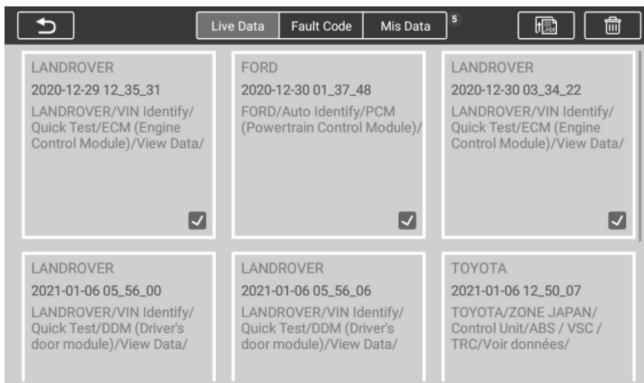 Live Data Fault Code Mis Data 5
PDF
LANDROVER
2020-12-29 12_35_31
LANDROVER/VIN Identify/
Quick Test/ECM (Engine
Control Module)/View Data/
FORD
2020-12-30 01_37_48
FORD/Auto Identify/PCM
(Powertrain Control Module)/
LANDROVER
2020-12-30 03_34_22
LANDROVER/VIN Identify/
Quick Test/ECM (Engine
Control Module)/View Data/
LANDROVER
2021-01-06 05_56_00
LANDROVER/VIN Identify/
Quick Test/DDM (Driver's
door module)/View Data/
LANDROVER
2021-01-06 05_56_06
LANDROVER/VIN Identify/
Quick Test/DDM (Driver's
door module)/View Data/
TOYOTA
2021-01-06 12_50_07
TOYOTA/ZONE JAPAN/
Control Unit/ABS / VSC /
TRC/Voir données/